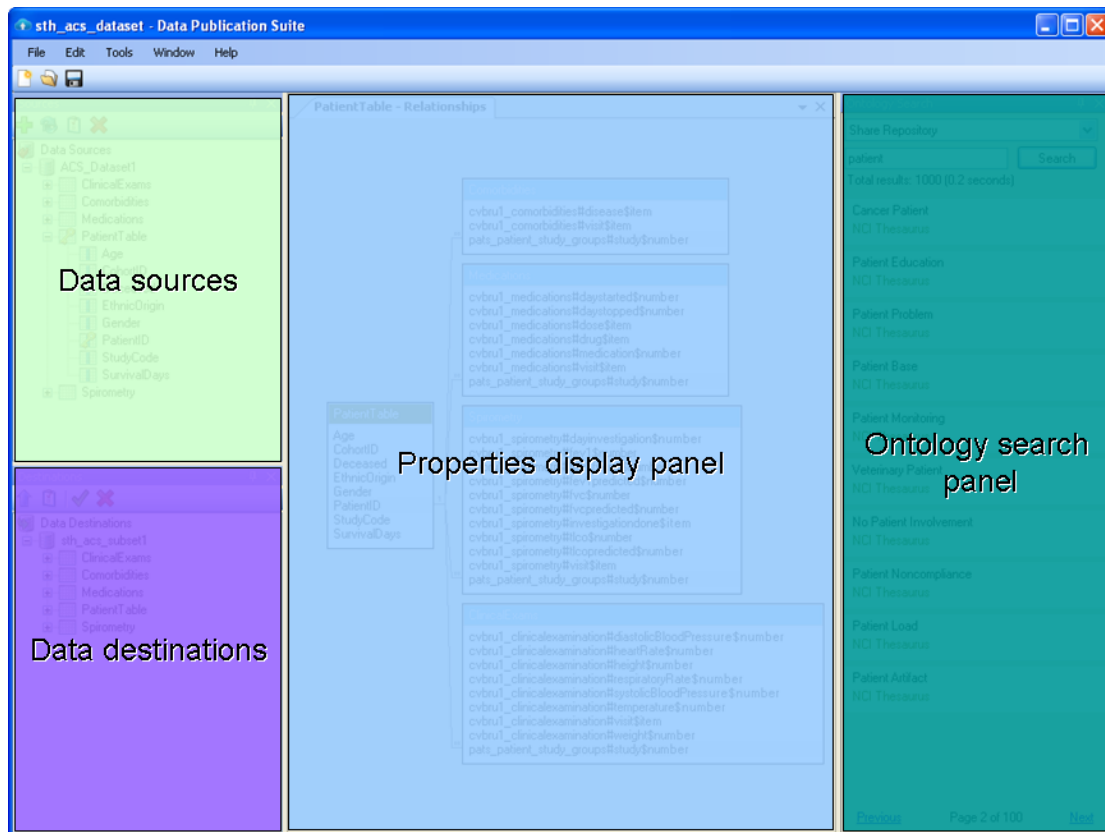 sth_acs_dataset - Data Publication Suite
File Edit Tools Window Help
Data Sources
ACS_Dataset1
ClinicalExams
Comorbidities
Medications
PatientTable
Age
CohortID
Data sources
EthnicOrigin
Gender
PatientID
StudyCode
SurvivalDays
Spirometry
Data Destinations
sth_acs_subset1
ClinicalExams
Comorbidities
Medications
PatientTable
Spirometry
Data destinations
PatientTable - Relationships
cvbru1_comorbidities#disease$item
cvbru1_comorbidities#visit$item
pats_patient_study_groups#study$number
cvbru1_medications#daystarted$number
cvbru1_medications#daystopped$number
cvbru1_medications#dose$item
cvbru1_medications#drug$item
cvbru1_medications#medication$number
cvbru1_medications#visit$item
pats_patient_study_groups#study$number
PatientTable
Age
CohortID
Deceased
EthnicOrigin
Gender
PatientID
StudyCode
SurvivalDays
Properties display panel
cvbru1_spirometry#dayinvestigation$number
cvbru1_spirometry#fvc$number
cvbru1_spirometry#fvcpredicted$number
cvbru1_spirometry#investigationdone$item
cvbru1_spirometry#tlco$number
cvbru1_spirometry#tlcopredicted$number
cvbru1_spirometry#visit$item
pats_patient_study_groups#study$number
cvbru1_clinicalexamination#diastolicBloodPressure$number
cvbru1_clinicalexamination#heartRate$number
cvbru1_clinicalexamination#height$number
cvbru1_clinicalexamination#respiratoryRate$number
cvbru1_clinicalexamination#systolicBloodPressure$number
cvbru1_clinicalexamination#temperature$number
cvbru1_clinicalexamination#visit$item
cvbru1_clinicalexamination#weight$number
pats_patient_study_groups#study$number
Share Repository
patient Search
Total results: 1000 (0.2 seconds)
Cancer Patient
NCI Thesaurus
Patient Education
NCI Thesaurus
Patient Problem
NCI Thesaurus
Patient Base
NCI Thesaurus
Patient Monitoring
Ontology search
panel
Veterinary Patient
NCI Thesaurus
No Patient Involvement
NCI Thesaurus
Patient Noncompliance
NCI Thesaurus
Patient Load
NCI Thesaurus
Patient Artifact
NCI Thesaurus
Previous Page 2 of 100 Next